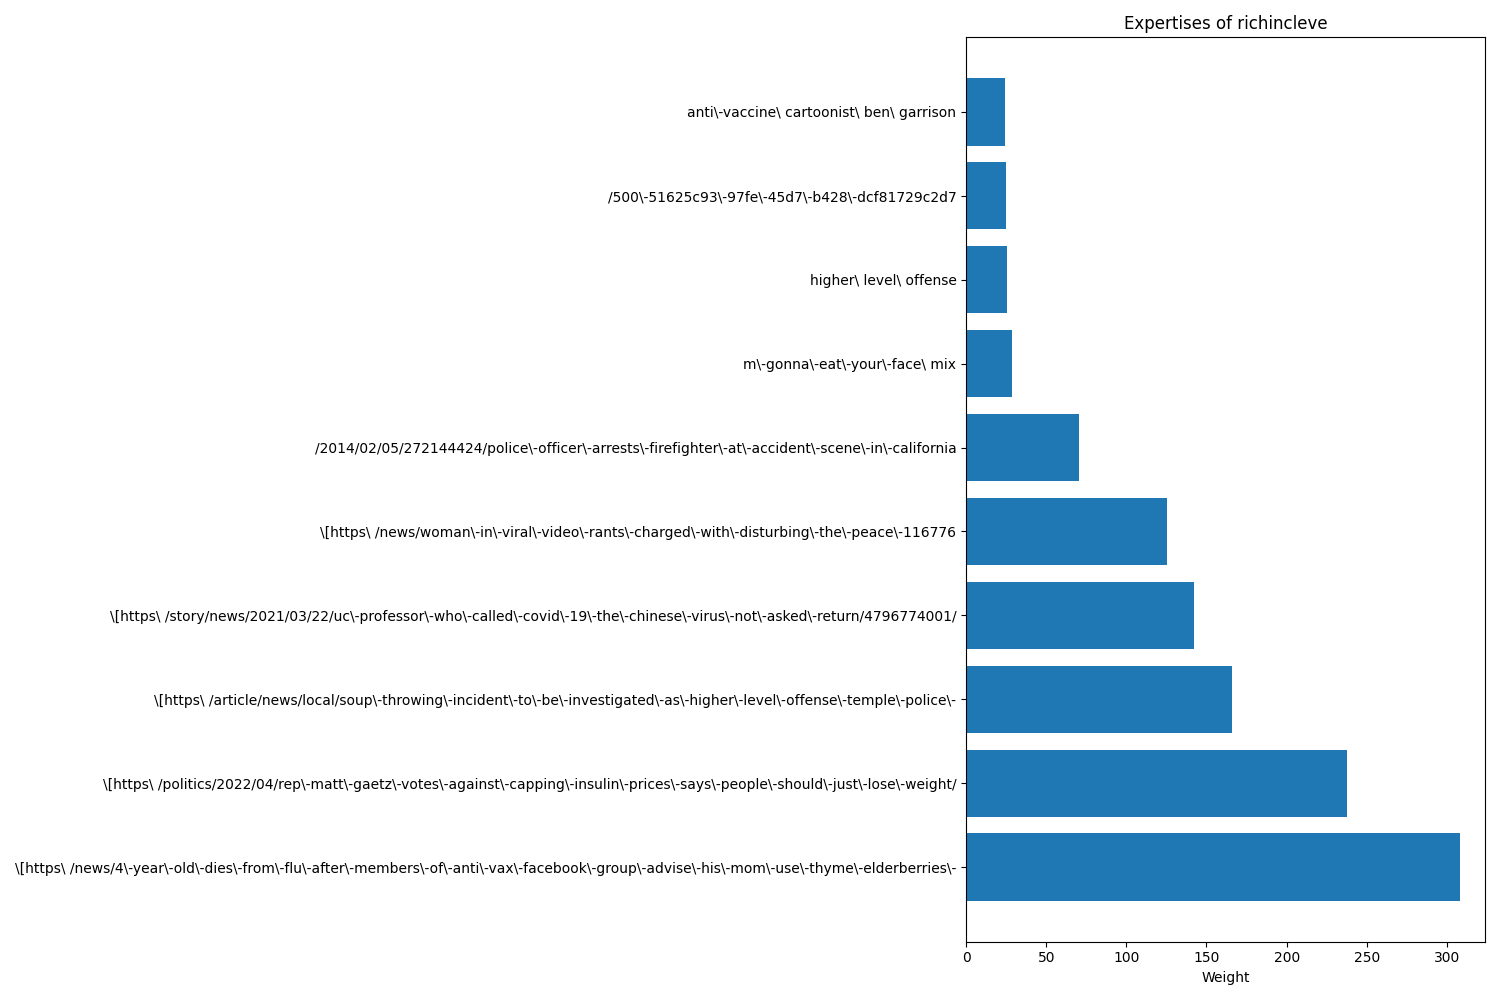 Expertises of richincleve
anti\-vaccine\ cartoonist\ ben\ garrison
/500\-51625c93\-97fe\-45d7\-b428\-dcf81729c2d7
higher\ level\ offense
m\-gonna\-eat\-your\-face\ mix
/2014/02/05/272144424/police\-officer\-arrests\-firefighter\-at\-accident\-scene\-in\-california
\[https\ /news/woman\-in\-viral\-video\-rants\-charged\-with\-disturbing\-the\-peace\-116776
\[https\ /story/news/2021/03/22/uc\-professor\-who\-called\-covid\-19\-the\-chinese\-virus\-not\-asked\-return/4796774001/
\[https\ /article/news/local/soup\-throwing\-incident\-to\-be\-investigated\-as\-higher\-level\-offense\-temple\-police\-
\[https\ /politics/2022/04/rep\-matt\-gaetz\-votes\-against\-capping\-insulin\-prices\-says\-people\-should\-just\-lose\-weight/
\[https\ /news/4\-year\-old\-dies\-from\-flu\-after\-members\-of\-anti\-vax\-facebook\-group\-advise\-his\-mom\-use\-thyme\-elderberries\-
0 50 100 150 200 250 300
Weight